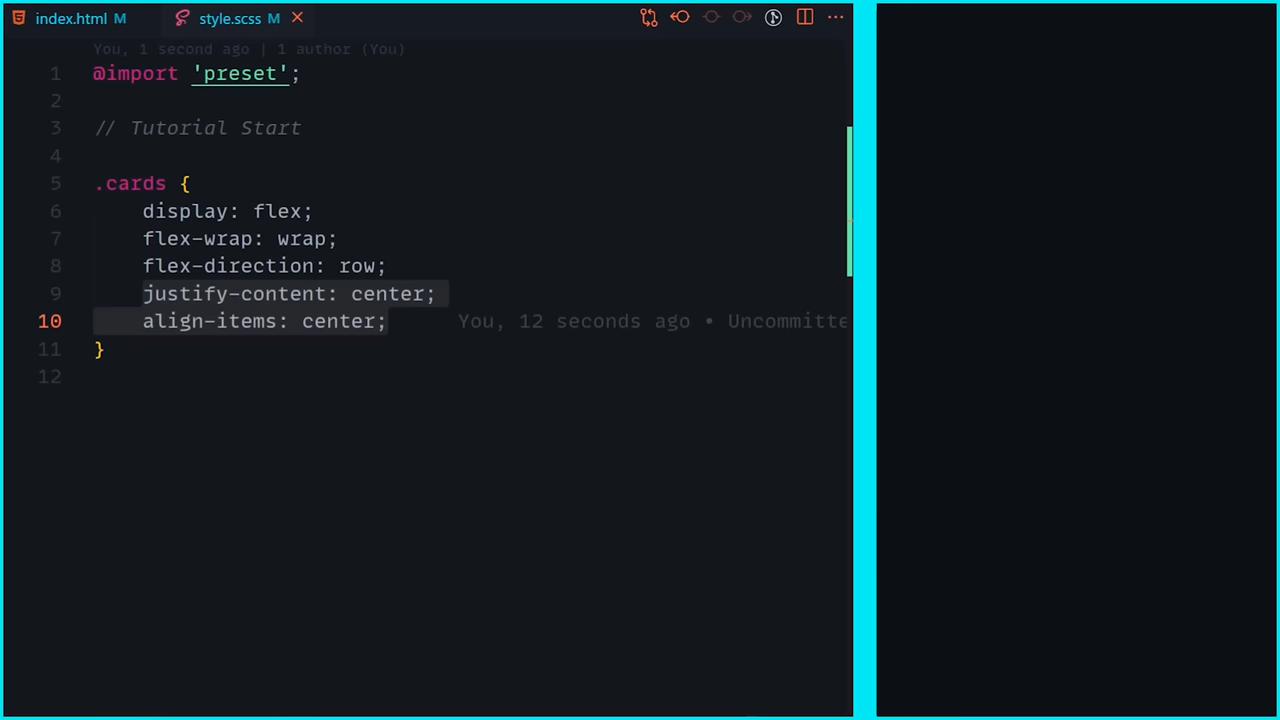 index.html M
style.scss M
You, 1 second ago | 1 author (You)
1 @import 'preset';
2
3 // Tutorial Start
4
5 .cards {
6 display: flex;
7 flex-wrap: wrap;
8 flex-direction: row;
9 justify-content: center;
10 align-items: center; You, 12 seconds ago • Uncommitte
11 }
12